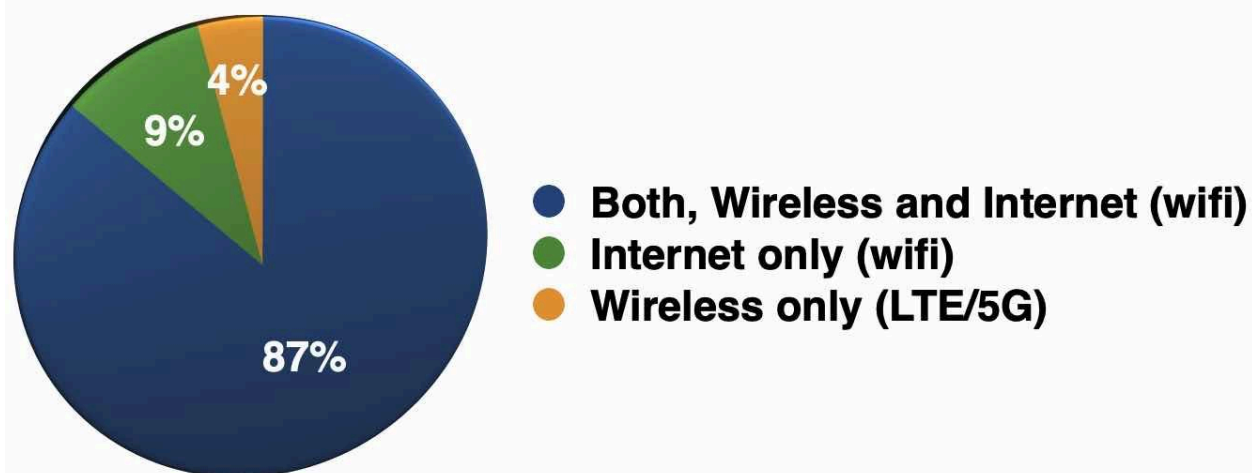 4%
9%
87%
Both, Wireless and Internet (wifi)
Internet only (wifi)
Wireless only (LTE/5G)